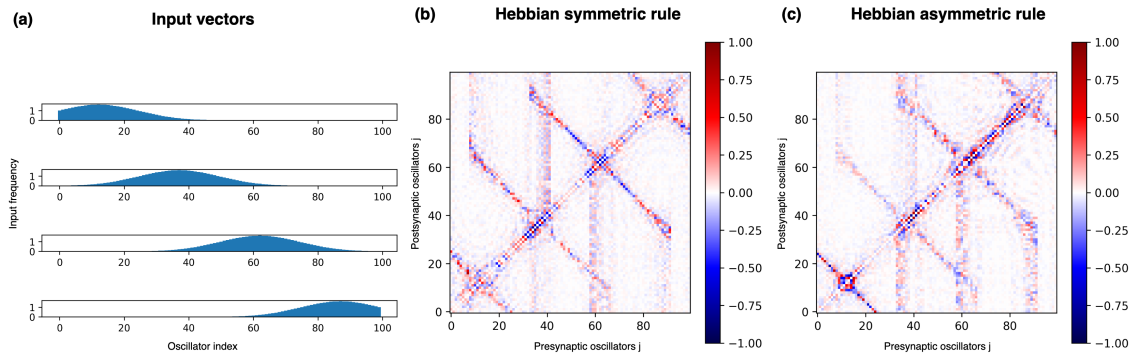 (a)
Input vectors
1
0
0 20 40 60 80 100
1
0
0 20 40 60 80 100
1
0
0 20 40 60 80 100
1
0
0 20 40 60 80 100
Input frequency
Oscillator index
(b)
Hebbian symmetric rule
80
60
40
20
0
0 20 40 60 80
Postsynaptic oscillators j
Presynaptic oscillators j
1.00
0.75
0.50
0.25
0.00
−0.25
−0.50
−0.75
−1.00
(c)
Hebbian asymmetric rule
80
60
40
20
0
0 20 40 60 80
Postsynaptic oscillators j
Presynaptic oscillators j
1.00
0.75
0.50
0.25
0.00
−0.25
−0.50
−0.75
−1.00